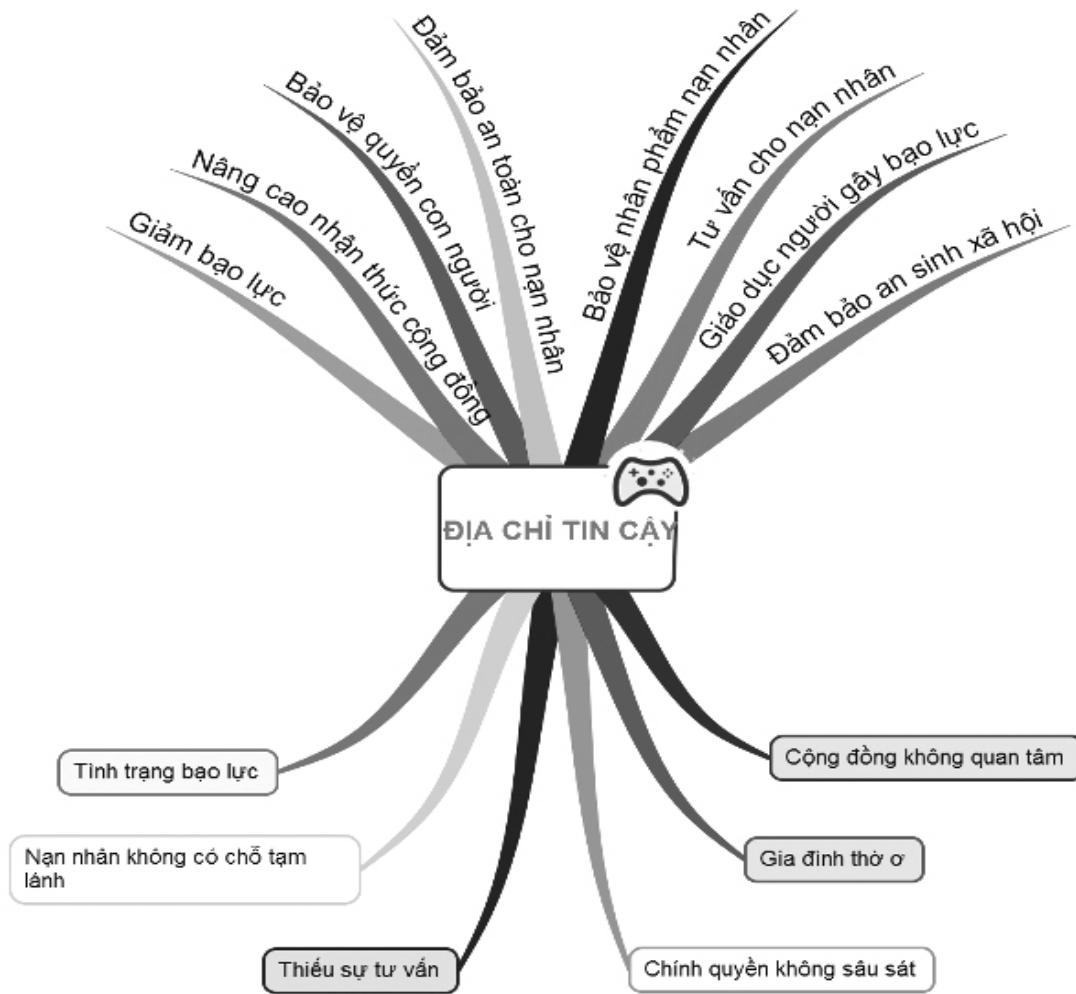 Giảm bạo lực
Nâng cao nhận thức cộng đồng
Bảo vệ quyền con người
Đảm bảo an toàn cho nạn nhân
Bảo vệ nhân phẩm nạn nhân
Tư vấn cho nạn nhân
Giáo dục người gây bạo lực
Đảm bảo an sinh xã hội
ĐỊA CHỈ TIN CẬY
Tình trạng bạo lực
Nạn nhân không có chỗ tạm
lánh
Thiếu sự tư vấn
Chính quyền không sâu sát
Gia đình thờ ơ
Cộng đồng không quan tâm